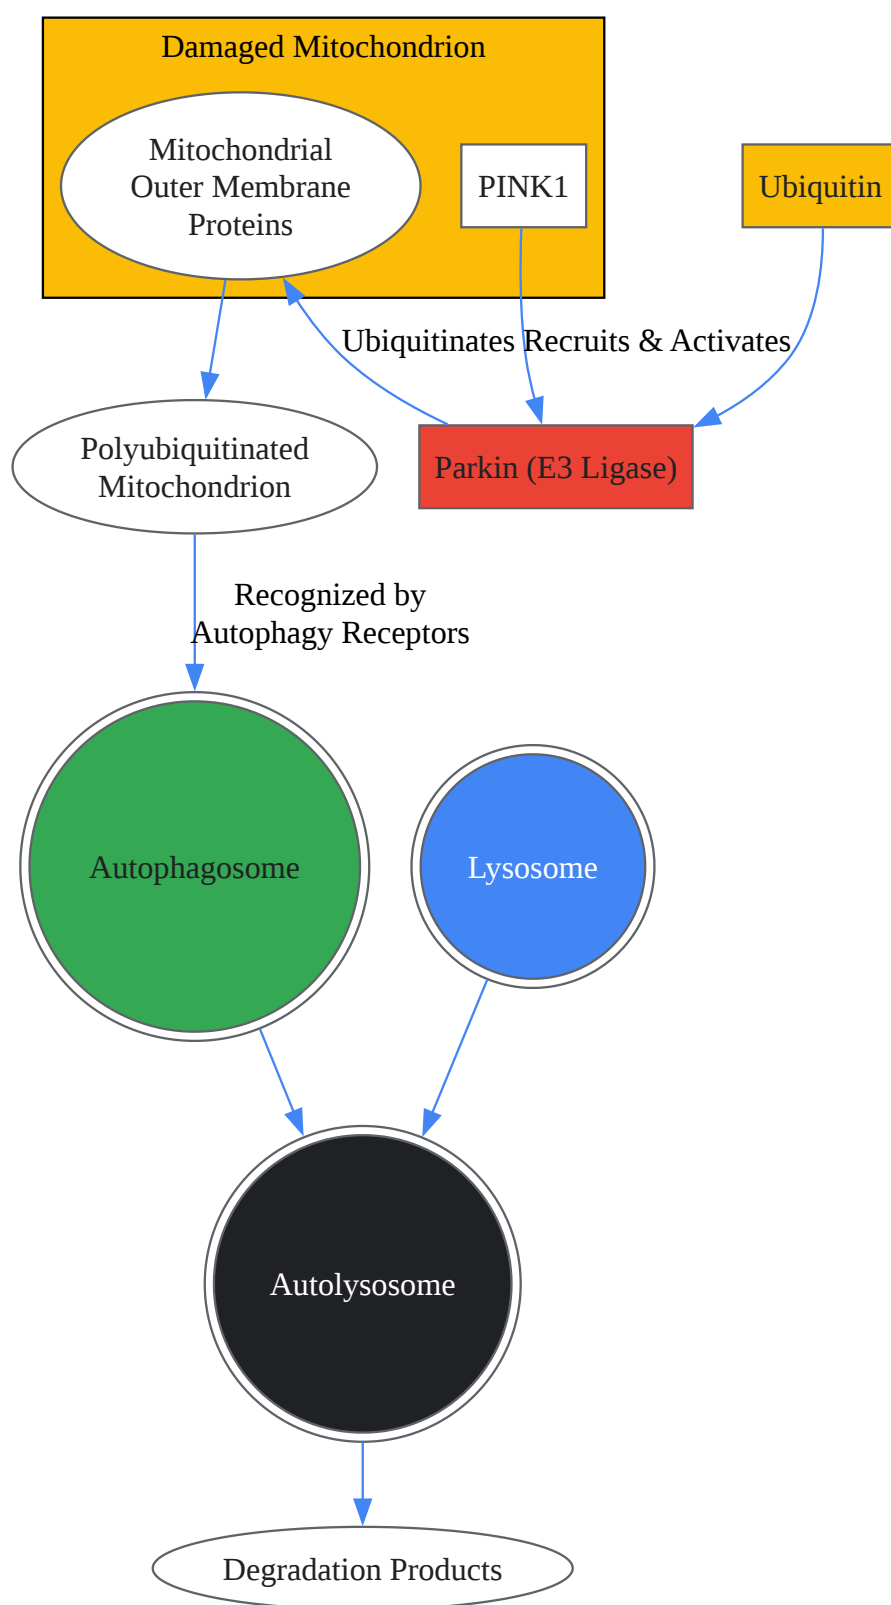 Damaged Mitochondrion
Mitochondrial
Outer Membrane
Proteins
PINK1
Ubiquitin
Ubiquitinates
Recruits & Activates
Polyubiquitinated
Mitochondrion
Parkin (E3 Ligase)
Recognized by
Autophagy Receptors
Autophagosome
Lysosome
Autolysosome
Degradation Products